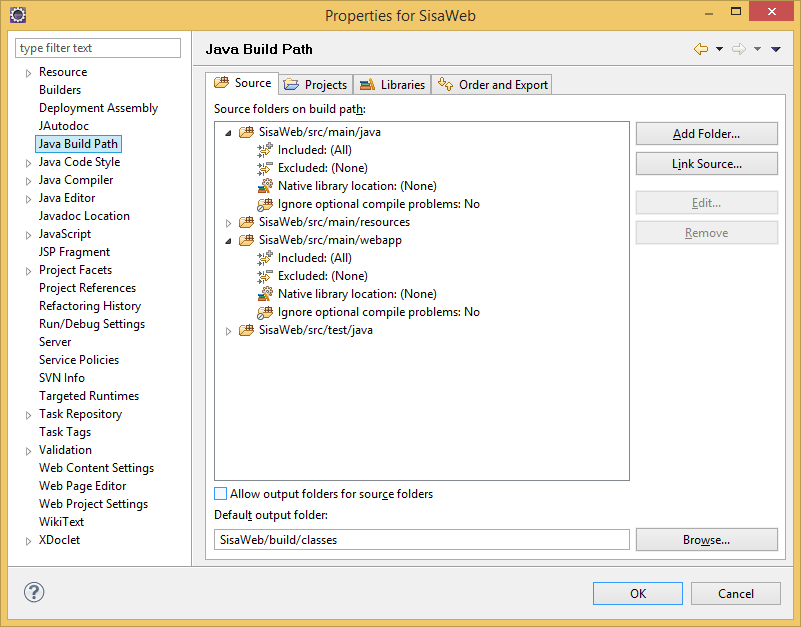 Properties for SisaWeb
type filter text
Resource
Builders
Deployment Assembly
JAutodoc
Java Build Path
Java Code Style
Java Compiler
Java Editor
Javadoc Location
JavaScript
JSP Fragment
Project Facets
Project References
Refactoring History
Run/Debug Settings
Server
Service Policies
SVN Info
Targeted Runtimes
Task Repository
Task Tags
Validation
Web Content Settings
Web Page Editor
Web Project Settings
WikiText
XDoclet
Java Build Path
Source
Projects
Libraries
Order and Export
Source folders on build path:
SisaWeb/src/main/java
Included: (All)
Excluded: (None)
Native library location: (None)
Ignore optional compile problems: No
SisaWeb/src/main/resources
SisaWeb/src/main/webapp
Included: (All)
Excluded: (None)
Native library location: (None)
Ignore optional compile problems: No
SisaWeb/src/test/java
Add Folder...
Link Source...
Edit...
Remove
Allow output folders for source folders
Default output folder:
SisaWeb/build/classes
Browse...
OK
Cancel